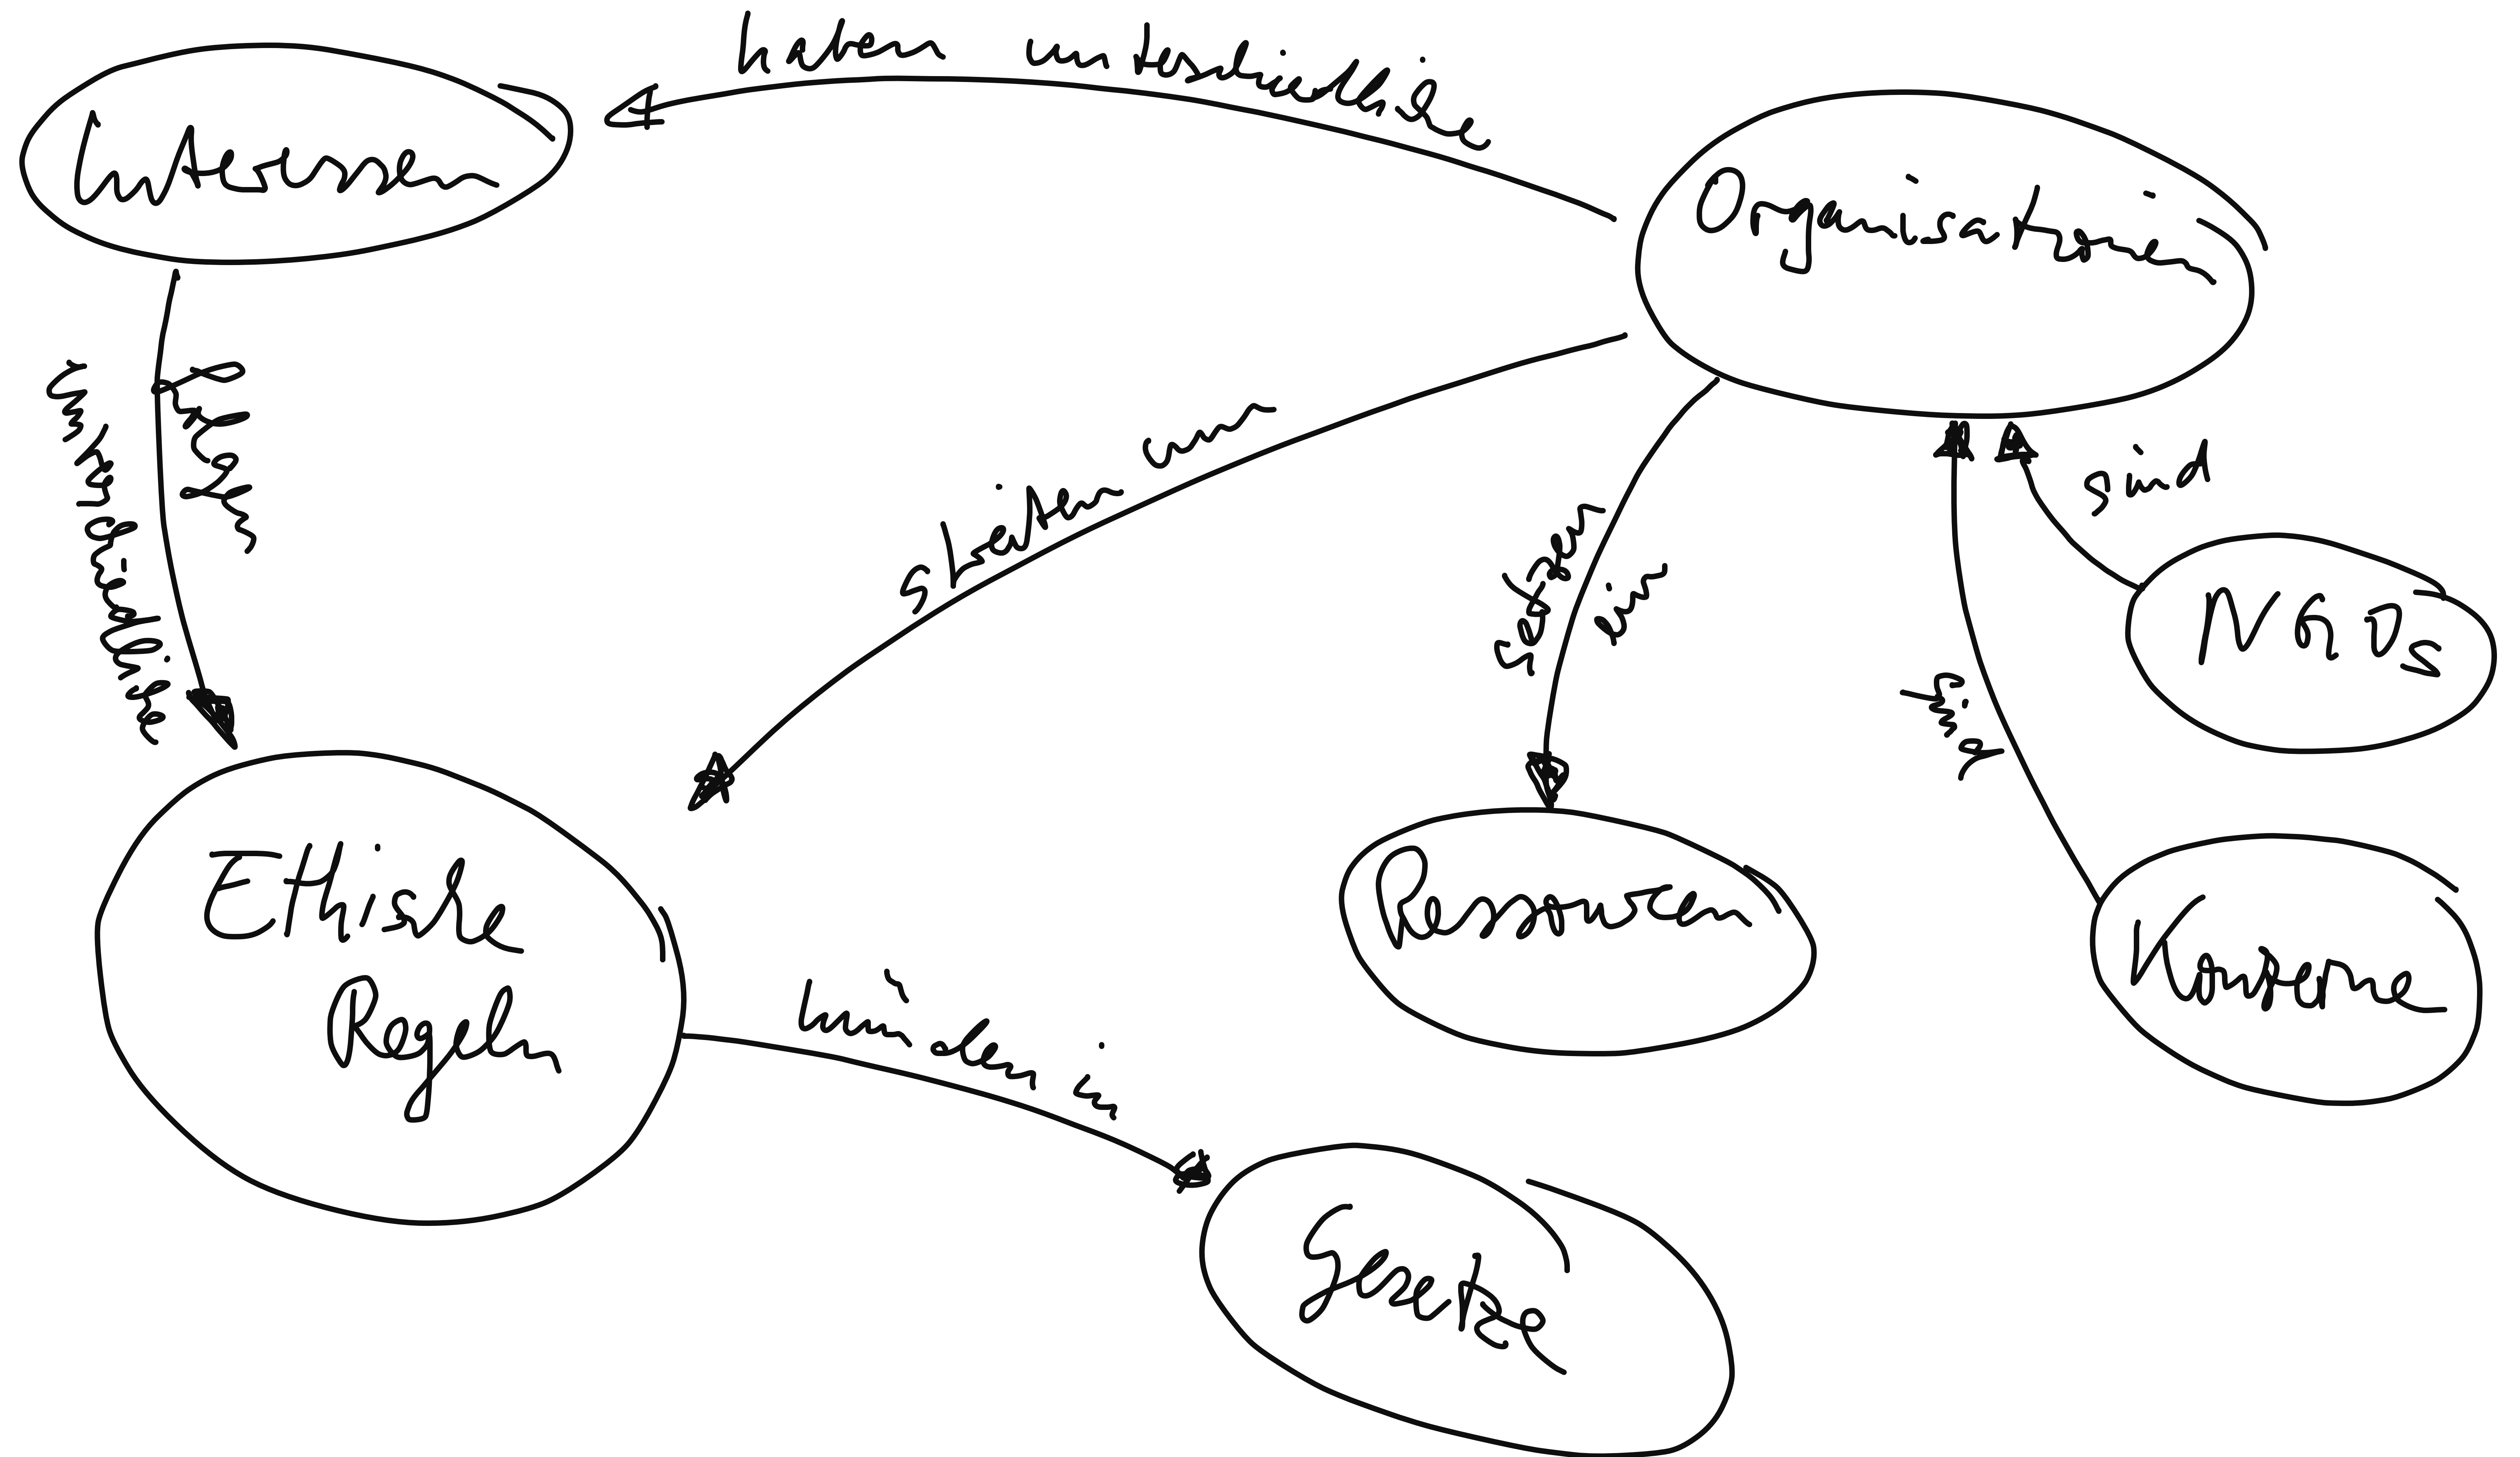 haben unterschiedliche
Interessen
Organisationen
fördern
unterschiedliche
streiten um
setzen
ein
sind
NGOs
sind
Ressourcen
Konzerne
Ethische
Regeln
münden in
Gesetze